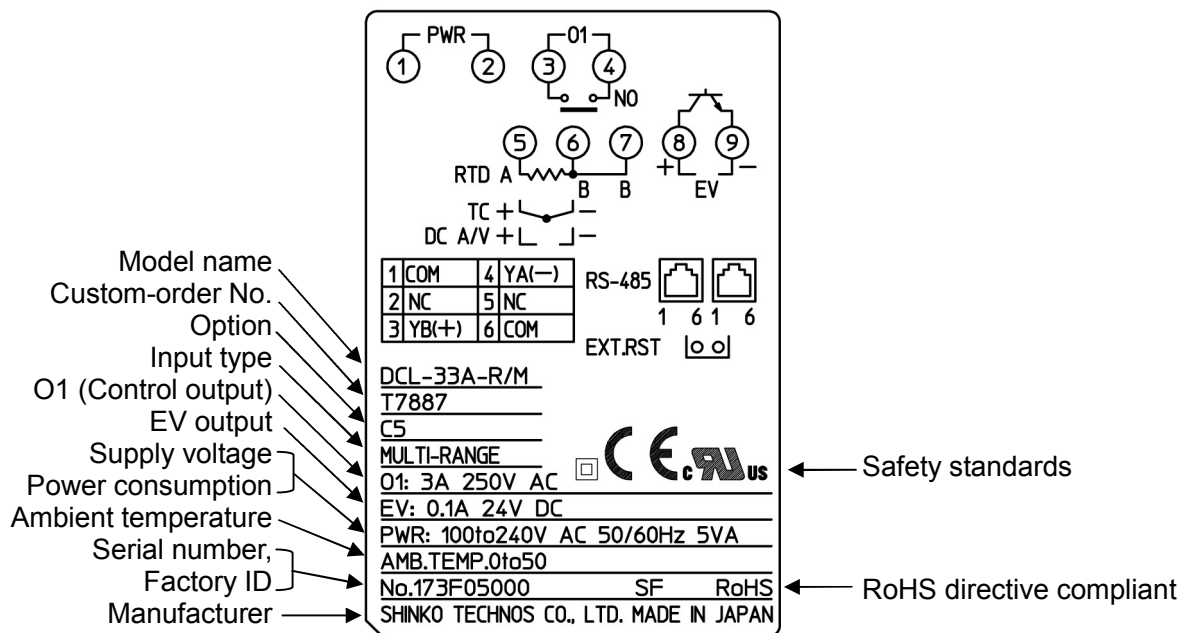 PWR
O1
1 2 3 4
NO
5 6 7 8 9
RTD A B B + EV −
TC + −
DC A/V + −
1 COM 4 YA(−)
2 NC 5 NC
3 YB(+) 6 COM
RS-485
1 6 1 6
EXT.RST
Model name
Custom-order No.
Option
Input type
O1 (Control output)
EV output
Supply voltage
Power consumption
Ambient temperature
Serial number,
Factory ID
Manufacturer
DCL-33A-R/M
T7887
C5
MULTI-RANGE
O1: 3A 250V AC
EV: 0.1A 24V DC
PWR: 100to240V AC 50/60Hz 5VA
AMB.TEMP.0to50
No.173F05000 SF RoHS
SHINKO TECHNOS CO., LTD. MADE IN JAPAN
CE c RU US
Safety standards
RoHS directive compliant